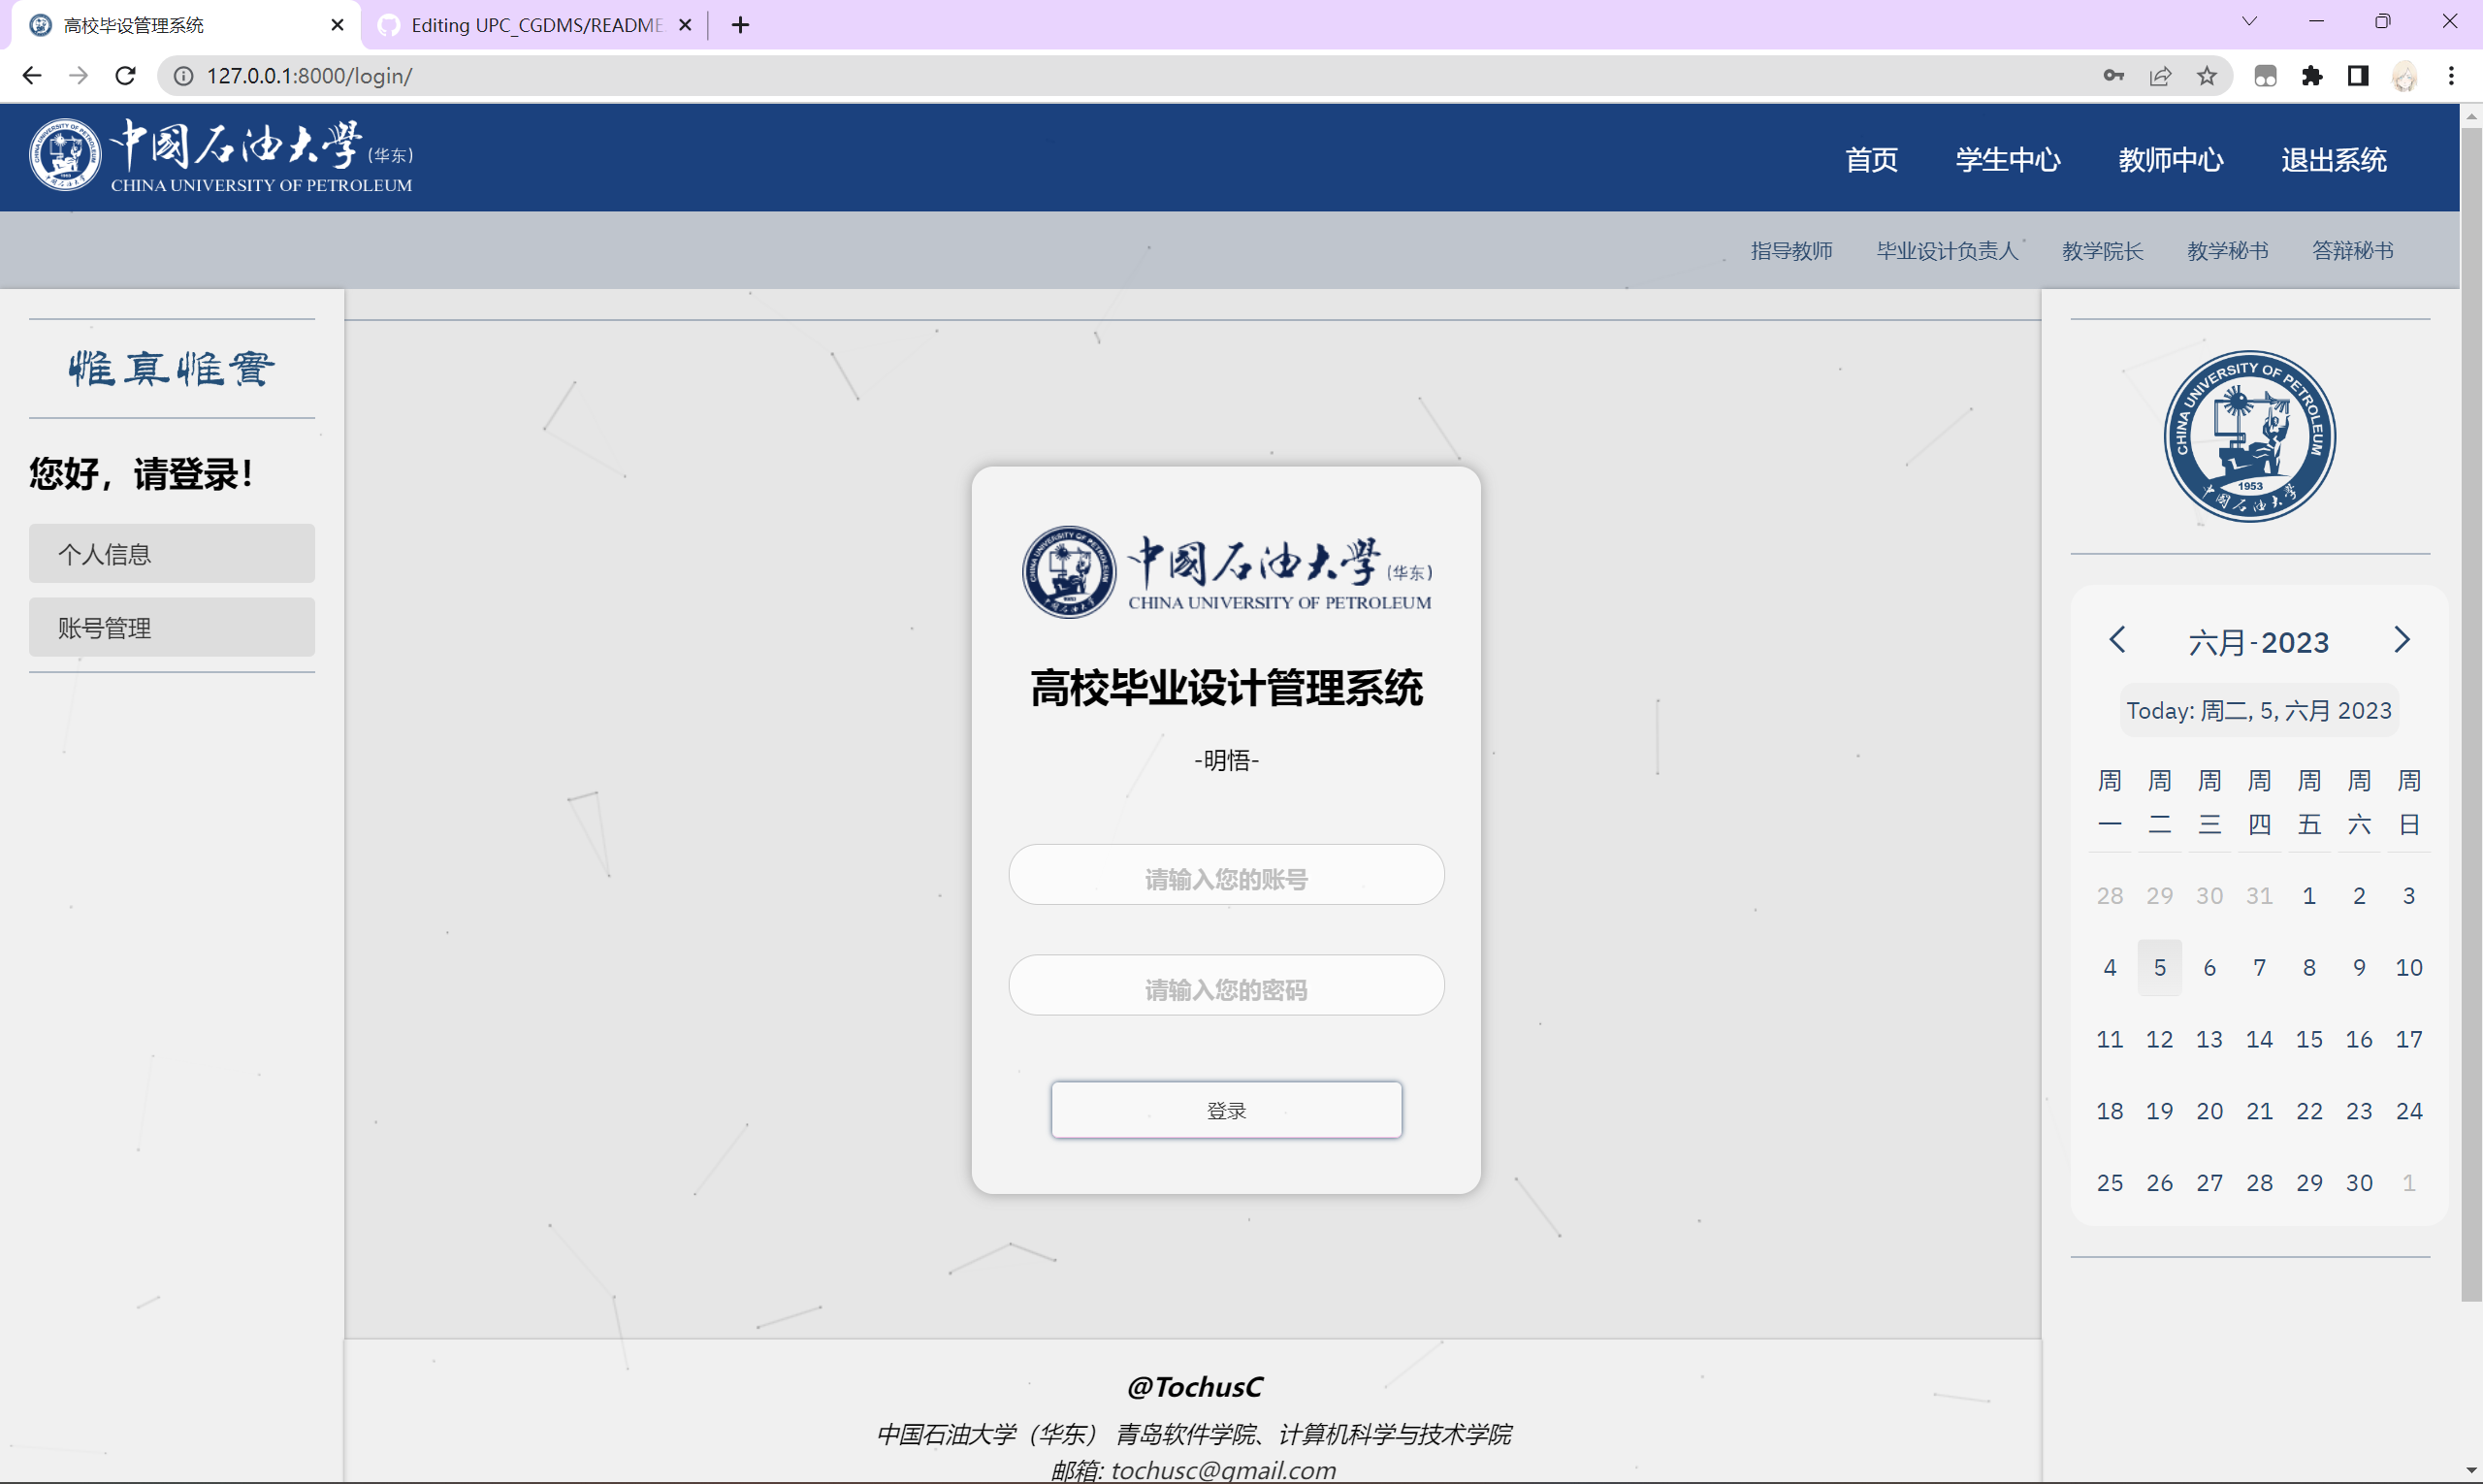 高校毕设管理系统
Editing UPC_CGDMS/README
127.0.0.1:8000/login/
中國石油大學(华东)
CHINA UNIVERSITY OF PETROLEUM
首页 学生中心 教师中心 退出系统
指导教师 毕业设计负责人 教学院长 教学秘书 答辩秘书
惟真惟實
您好，请登录！
个人信息
账号管理
中國石油大學(华东)
CHINA UNIVERSITY OF PETROLEUM
高校毕业设计管理系统
-明悟-
请输入您的账号
请输入您的密码
登录
CHINA UNIVERSITY OF PETROLEUM
1953
中國石油大學
六月-2023
Today: 周二, 5, 六月 2023
周一 周二 周三 周四 周五 周六 周日
28 29 30 31 1 2 3
4 5 6 7 8 9 10
11 12 13 14 15 16 17
18 19 20 21 22 23 24
25 26 27 28 29 30 1
@TochusC
中国石油大学（华东） 青岛软件学院、计算机科学与技术学院
邮箱: tochusc@gmail.com